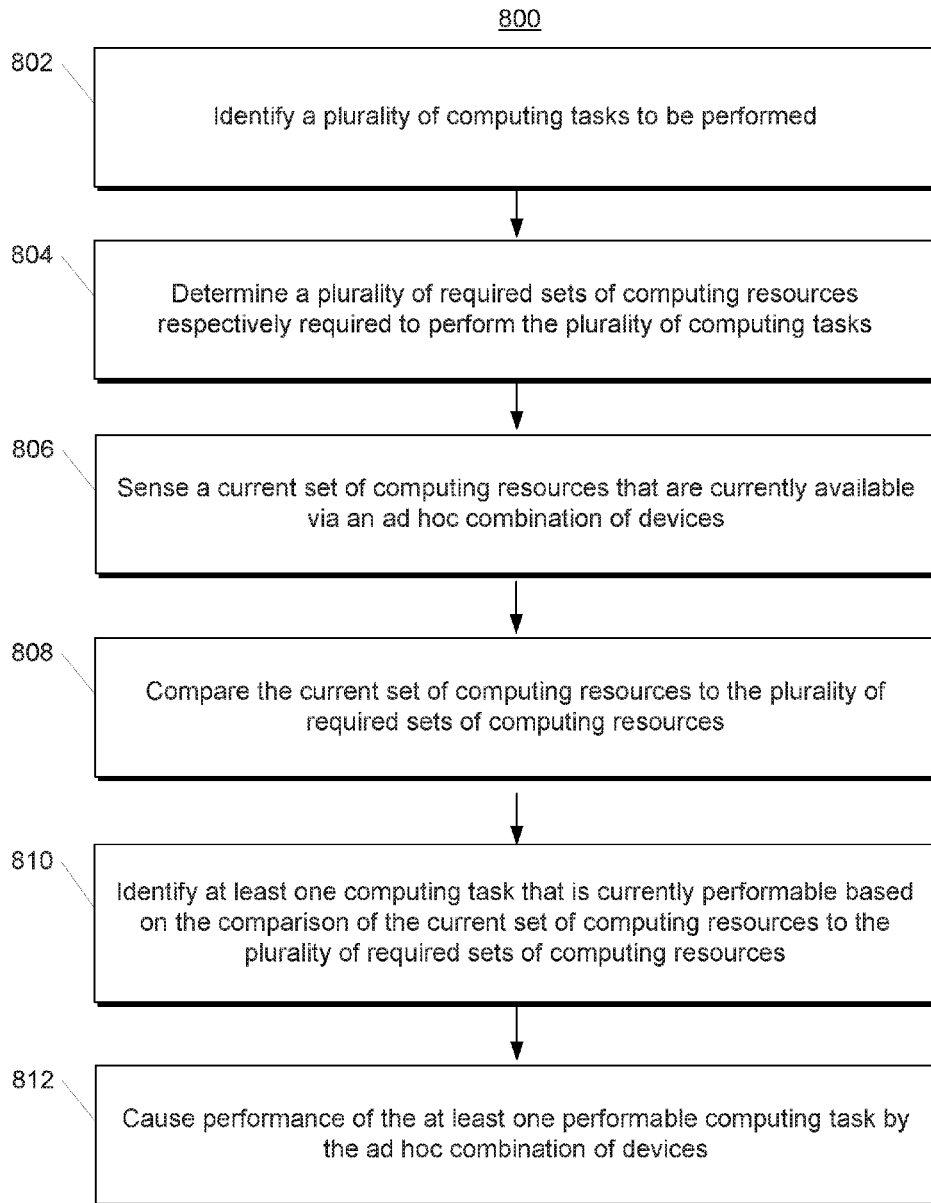 800
802
Identify a plurality of computing tasks to be performed
804
Determine a plurality of required sets of computing resources
respectively required to perform the plurality of computing tasks
806
Sense a current set of computing resources that are currently available
via an ad hoc combination of devices
808
Compare the current set of computing resources to the plurality of
required sets of computing resources
810
Identify at least one computing task that is currently performable based
on the comparison of the current set of computing resources to the
plurality of required sets of computing resources
812
Cause performance of the at least one performable computing task by
the ad hoc combination of devices